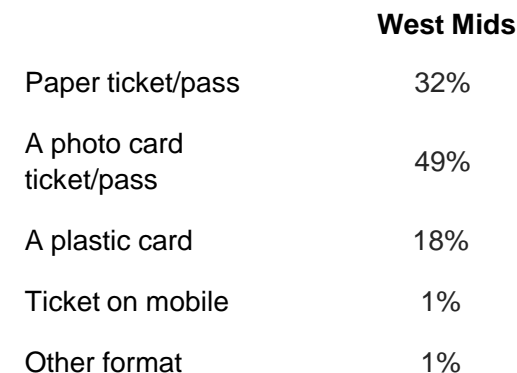 West Mids
Paper ticket/pass 32%
A photo card
ticket/pass 49%
A plastic card 18%
Ticket on mobile 1%
Other format 1%